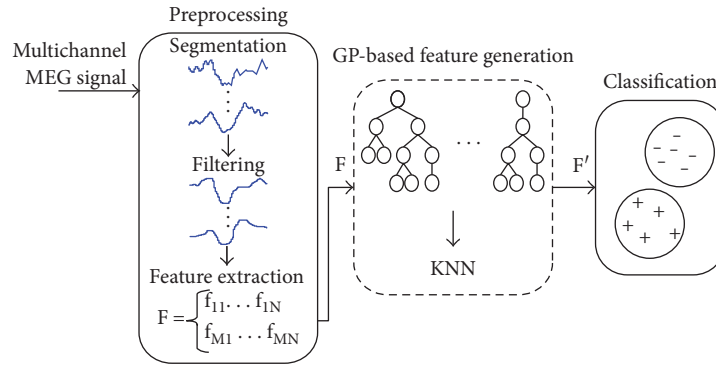 Preprocessing
Multichannel
MEG signal
Segmentation
Filtering
Feature extraction
F = f11 . . . f1N
fM1 . . . fMN
F
GP-based feature generation
. . .
KNN
F′
Classification
− − − − −
+ + + + +